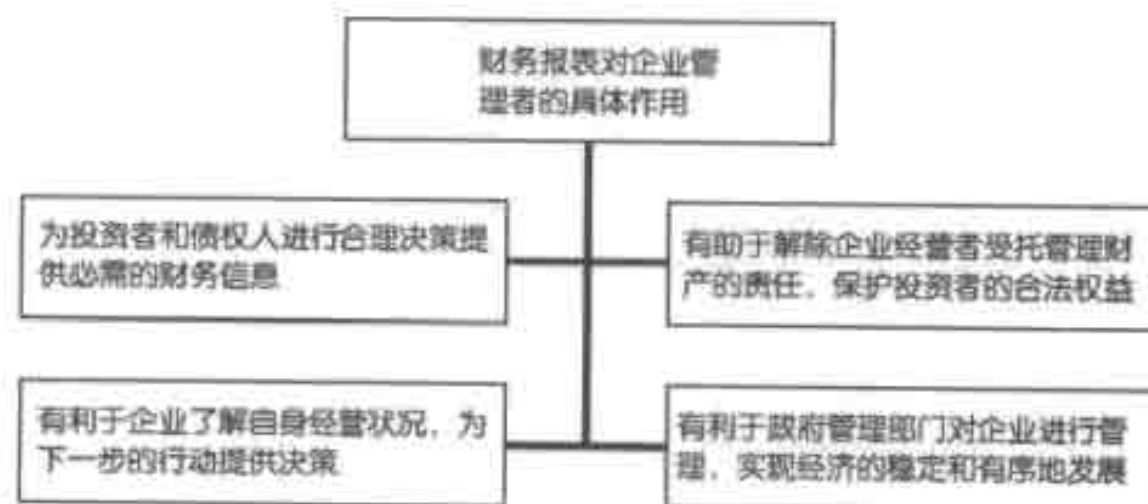 财务报表对企业管
理者的具体作用
为投资者和债权人进行合理决策提
供必需的财务信息
有助于解除企业经营者受托管理财
产的责任，保护投资者的合法权益
有利于企业了解自身经营状况，为
下一步的行动提供决策
有利于政府管理部门对企业进行管
理，实现经济的稳定和有序地发展